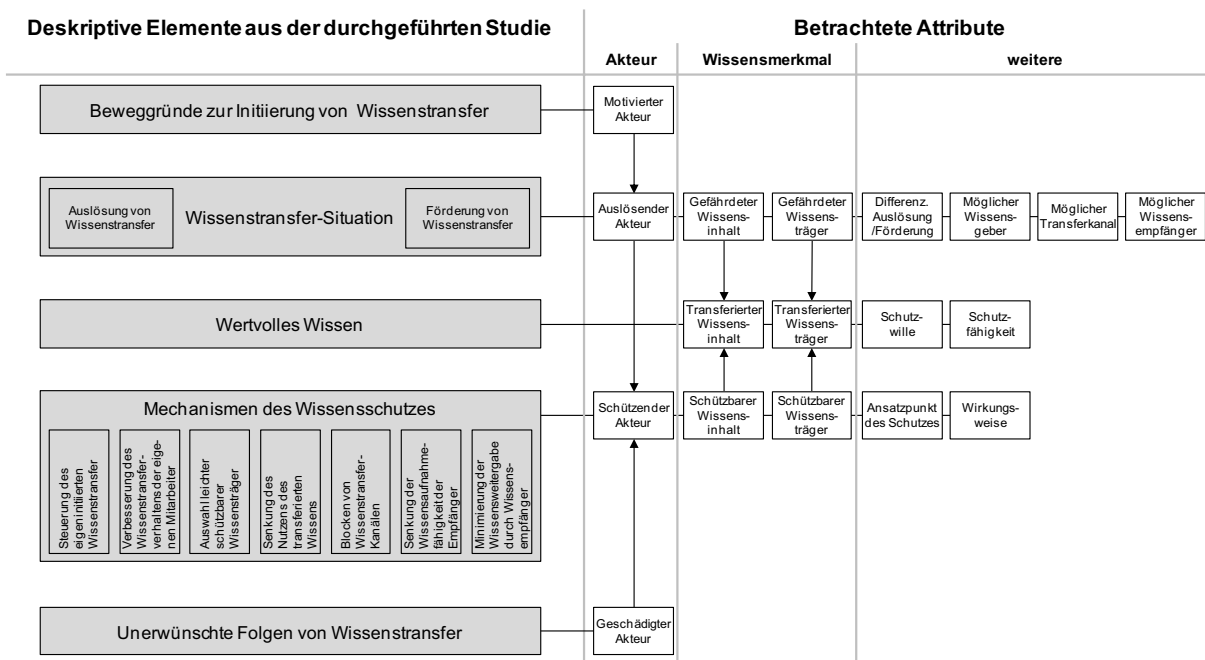 Deskriptive Elemente aus der durchgeführten Studie
Betrachtete Attribute
Akteur
Wissensmerkmal
weitere
Beweggründe zur Initiierung von Wissenstransfer
Motivierter
Akteur
Auslösung von
Wissenstransfer
Wissenstransfer-Situation
Förderung von
Wissenstransfer
Auslösender
Akteur
Gefährdeter
Wissens-
inhalt
Gefährdeter
Wissens-
träger
Differenz.
Auslösung
/Förderung
Möglicher
Wissens-
geber
Möglicher
Transferkanal
Möglicher
Wissens-
empfänger
Wertvolles Wissen
Transferierter
Wissens-
inhalt
Transferierter
Wissens-
träger
Schutz-
wille
Schutz-
fähigkeit
Mechanismen des Wissensschutzes
Steuerung des
eigeninitiierten
Wissenstransfer
Verbesserung des
Wissenstransfer-
verhaltens der eige-
nen Mitarbeiter
Auswahl leichter
schützbarer
Wissensträger
Senkung des
Nutzens des
transferierten
Wissens
Blocken von
Wissenstransfer-
Kanälen
Senkung der
Wissensaufnahme-
fähigkeit der
Empfänger
Minimierung der
Wissensweitergabe
durch Wissens-
empfänger
Schützender
Akteur
Schützbarer
Wissens-
inhalt
Schützbarer
Wissens-
träger
Ansatzpunkt
des Schutzes
Wirkungs-
weise
Unerwünschte Folgen von Wissenstransfer
Geschädigter
Akteur